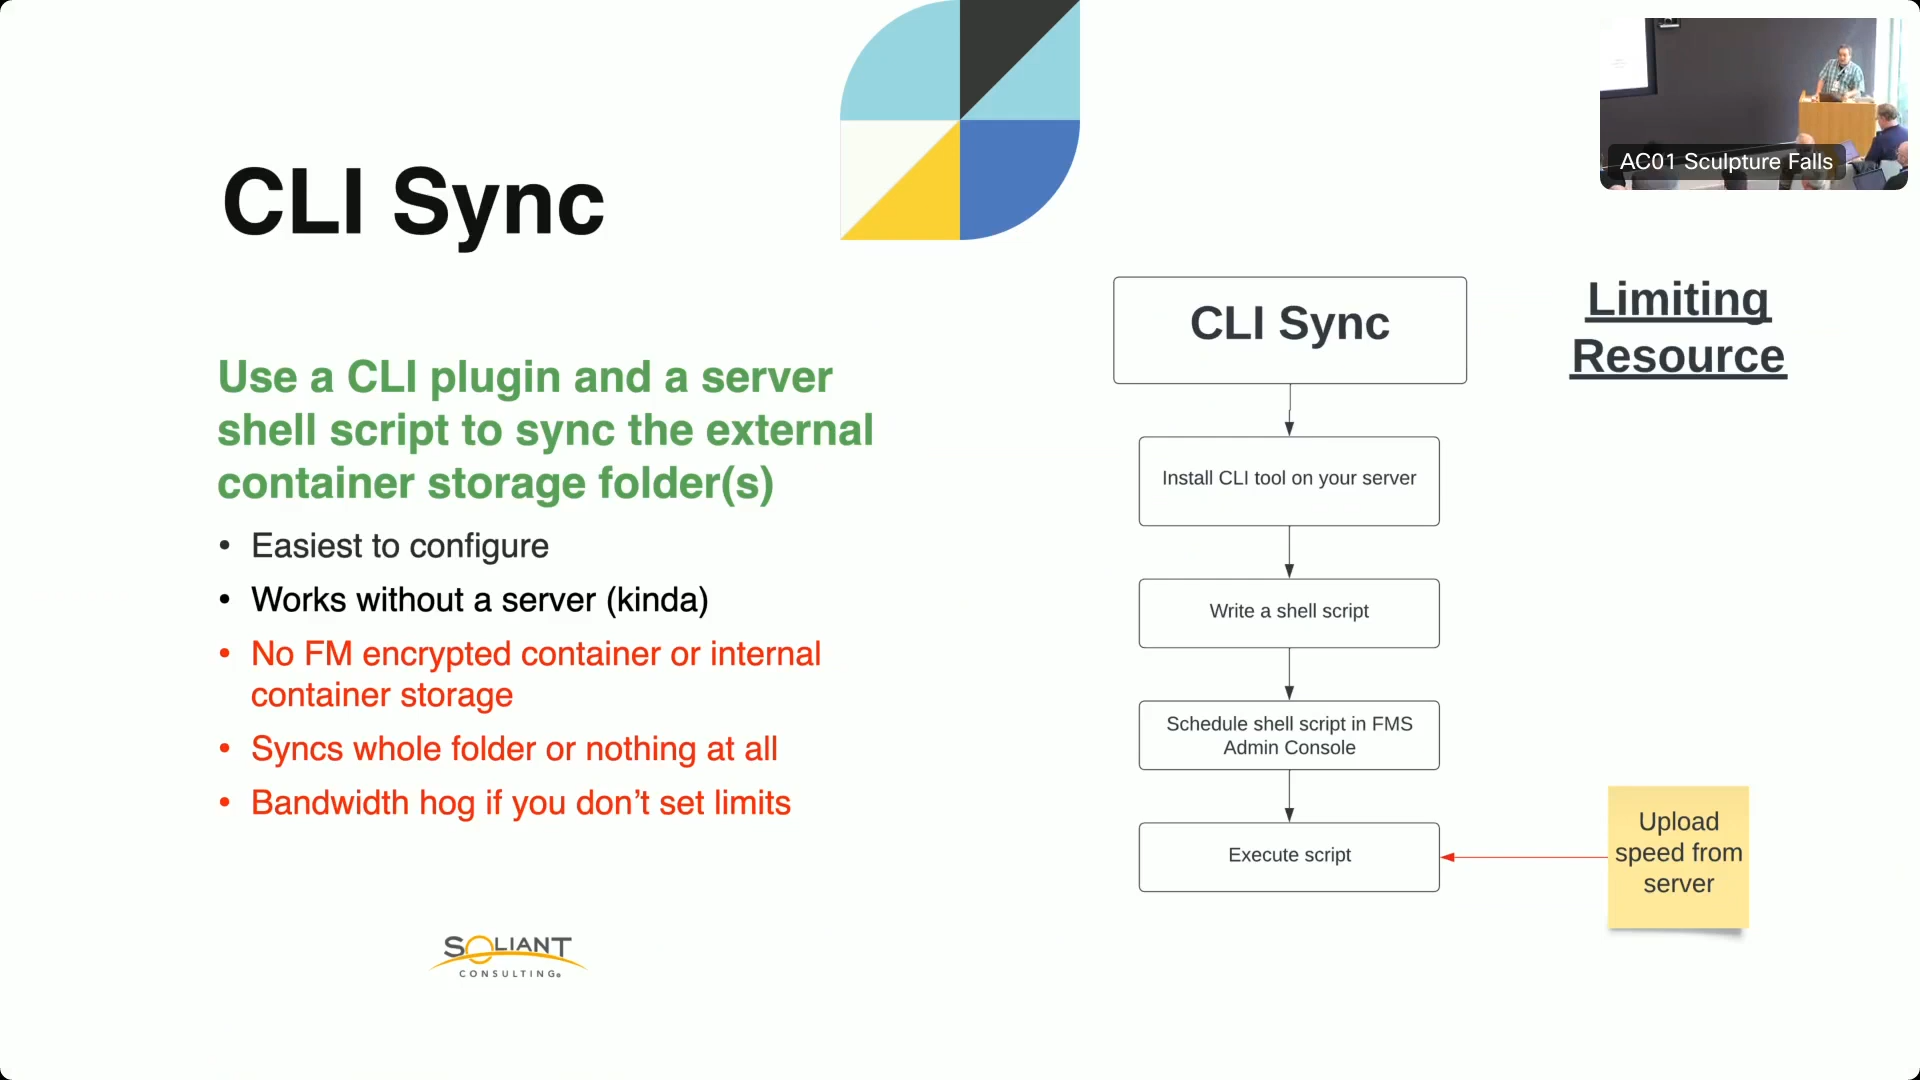 AC01 Sculpture Falls
CLI Sync
Use a CLI plugin and a server
shell script to sync the external
container storage folder(s)
• Easiest to configure
• Works without a server (kinda)
• No FM encrypted container or internal
container storage
• Syncs whole folder or nothing at all
• Bandwidth hog if you don’t set limits
SOLIANT
CONSULTING
CLI Sync
Install CLI tool on your server
Write a shell script
Schedule shell script in FMS
Admin Console
Execute script
Limiting
Resource
Upload
speed from
server